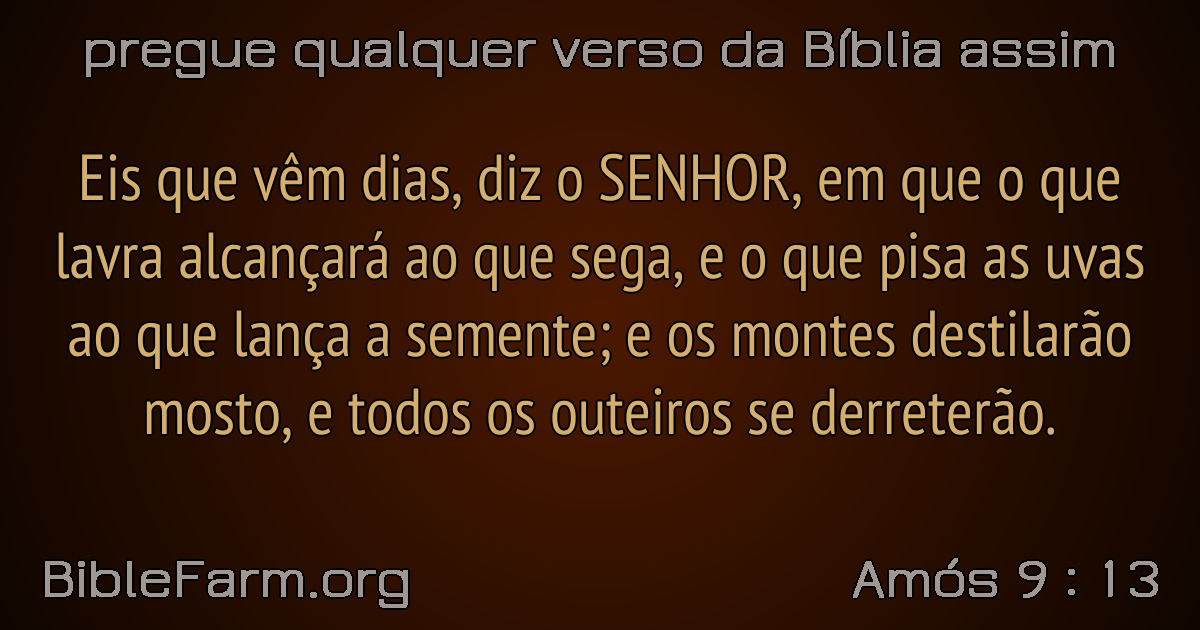 pregue qualquer verso da Bíblia assim
Eis que vêm dias, diz o SENHOR, em que o que
lavra alcançará ao que sega, e o que pisa as uvas
ao que lança a semente; e os montes destilarão
mosto, e todos os outeiros se derreterão.
BibleFarm.org
Amós 9 : 13